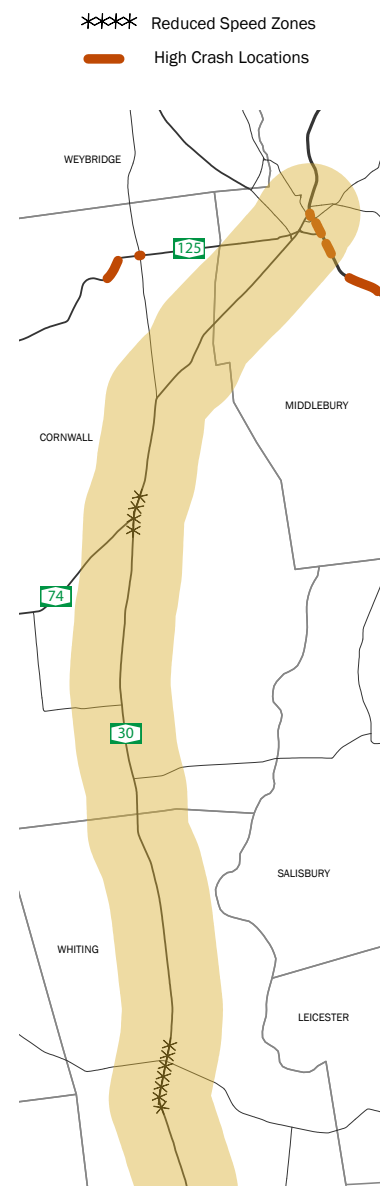 Reduced Speed Zones
High Crash Locations
WEYBRIDGE
125
MIDDLEBURY
CORNWALL
74
30
SALISBURY
WHITING
LEICESTER